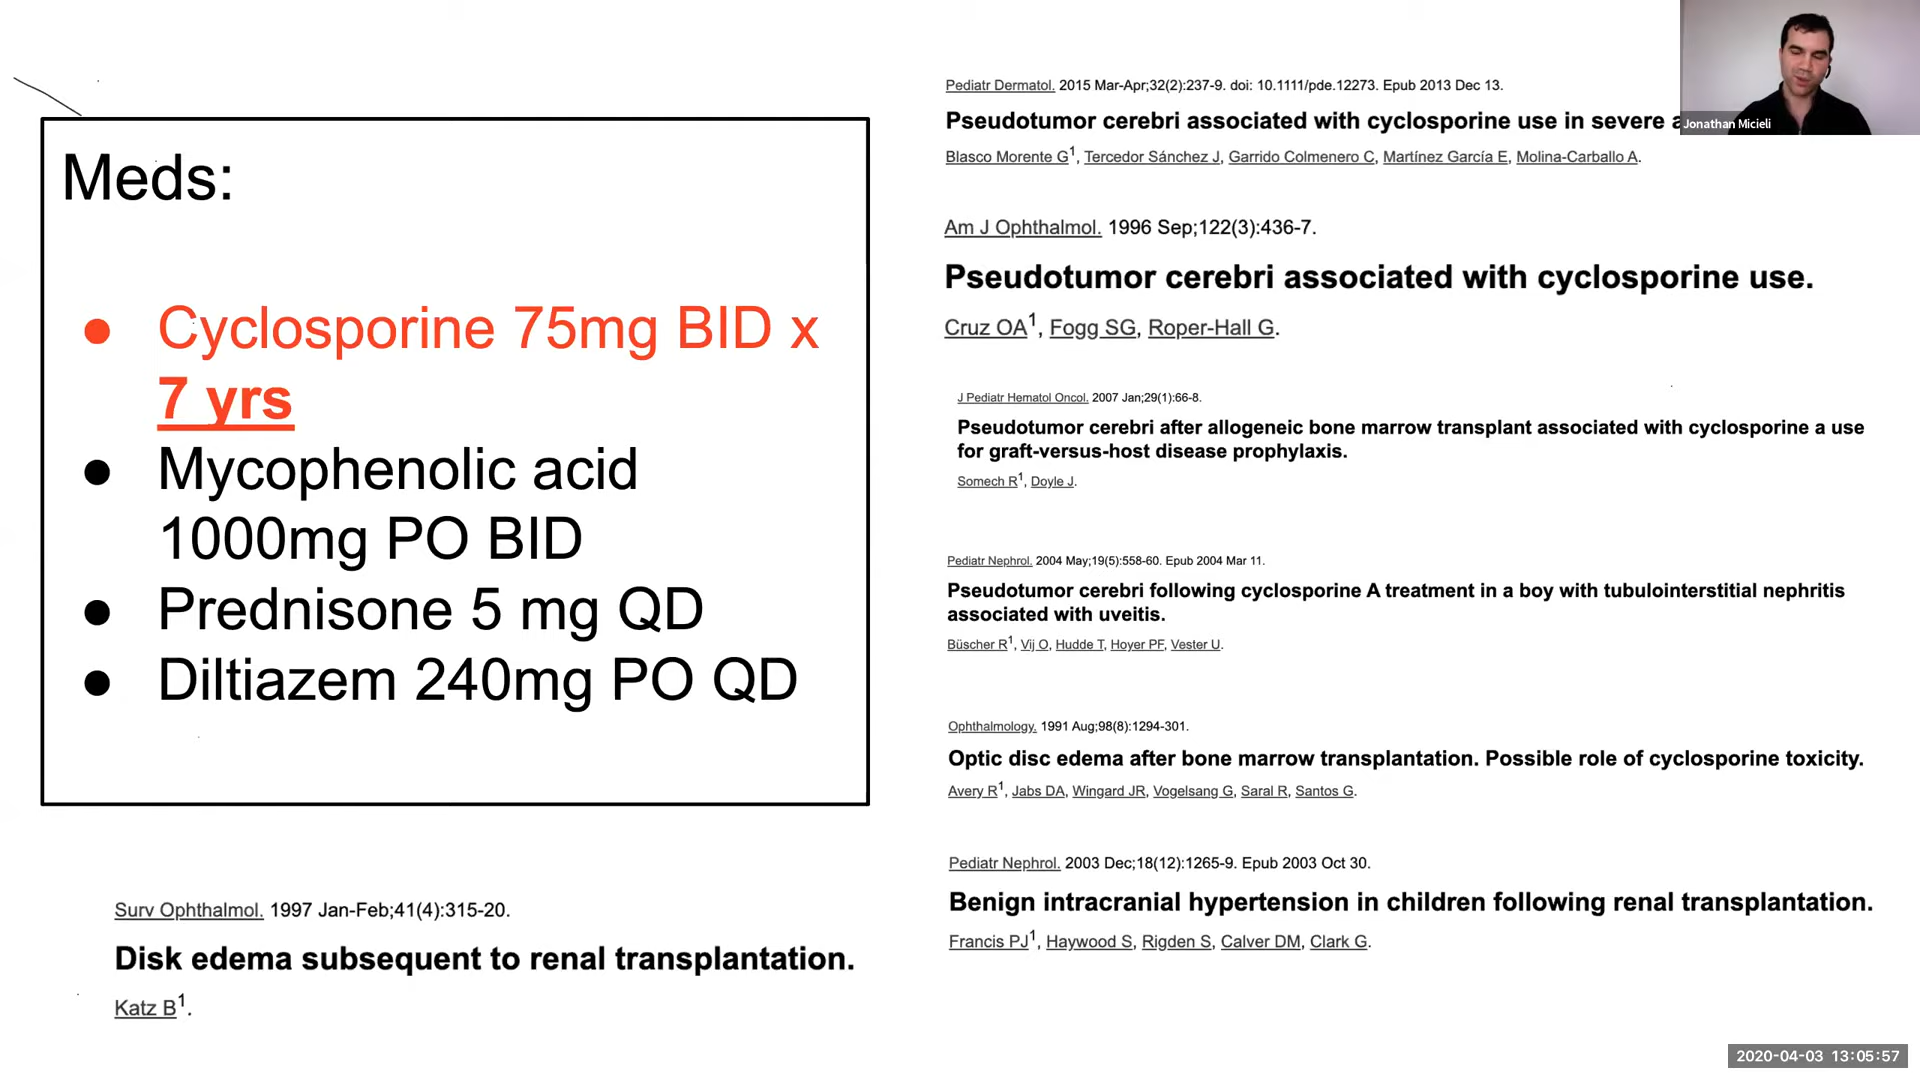 Meds:
● Cyclosporine 75mg BID x
7 yrs
● Mycophenolic acid
1000mg PO BID
● Prednisone 5 mg QD
● Diltiazem 240mg PO QD
Surv Ophthalmol. 1997 Jan-Feb;41(4):315-20.
Disk edema subsequent to renal transplantation.
Katz B1.
Pediatr Dermatol. 2015 Mar-Apr;32(2):237-9. doi: 10.1111/pde.12273. Epub 2013 Dec 13.
Pseudotumor cerebri associated with cyclosporine use in severe
Blasco Morente G1, Tercedor Sánchez J, Garrido Colmenero C, Martínez García E, Molina-Carballo A.
Am J Ophthalmol. 1996 Sep;122(3):436-7.
Pseudotumor cerebri associated with cyclosporine use.
Cruz OA1, Fogg SG, Roper-Hall G.
J Pediatr Hematol Oncol. 2007 Jan;29(1):66-8.
Pseudotumor cerebri after allogeneic bone marrow transplant associated with cyclosporine a use
for graft-versus-host disease prophylaxis.
Somech R1, Doyle J.
Pediatr Nephrol. 2004 May;19(5):558-60. Epub 2004 Mar 11.
Pseudotumor cerebri following cyclosporine A treatment in a boy with tubulointerstitial nephritis
associated with uveitis.
Büscher R1, Vij O, Hudde T, Hoyer PF, Vester U.
Ophthalmology. 1991 Aug;98(8):1294-301.
Optic disc edema after bone marrow transplantation. Possible role of cyclosporine toxicity.
Avery R1, Jabs DA, Wingard JR, Vogelsang G, Saral R, Santos G.
Pediatr Nephrol. 2003 Dec;18(12):1265-9. Epub 2003 Oct 30.
Benign intracranial hypertension in children following renal transplantation.
Francis PJ1, Haywood S, Rigden S, Calver DM, Clark G.
Jonathan Micieli
2020-04-03 13:05:57